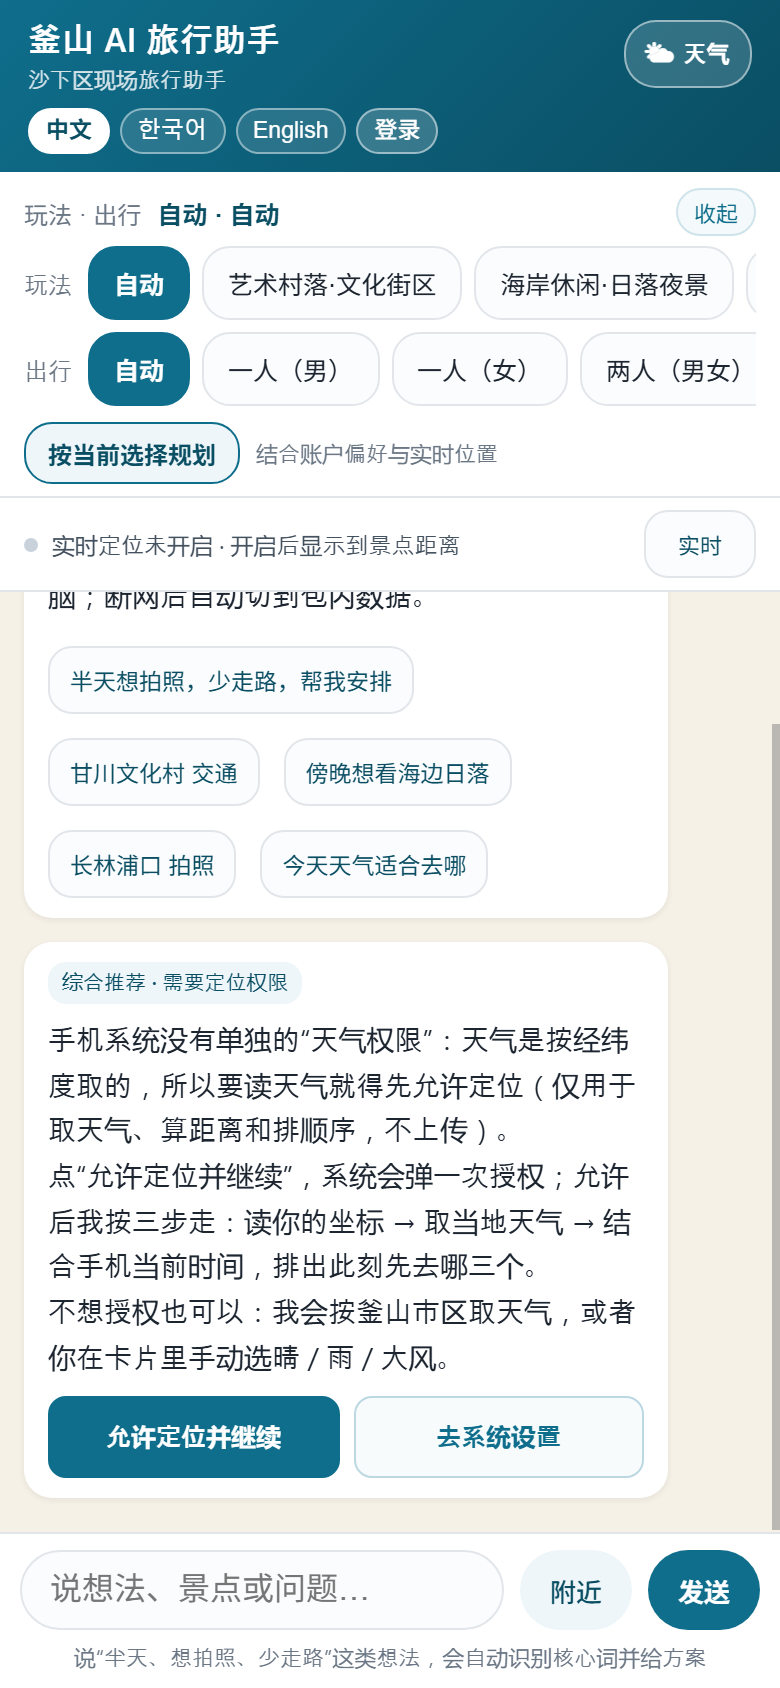 釜山 AI 旅行助手
沙下区现场旅行助手
天气
中文 한국어 English 登录
玩法 · 出行 自动 · 自动 收起
玩法 自动 艺术村落·文化街区 海岸休闲·日落夜景
出行 自动 一人（男） 一人（女） 两人（男女）
按当前选择规划 结合账户偏好与实时位置
实时定位未开启 · 开启后显示到景点距离 实时
脑；断网后自动切到包内数据。
半天想拍照，少走路，帮我安排
甘川文化村 交通 傍晚想看海边日落
长林浦口 拍照 今天天气适合去哪
综合推荐 · 需要定位权限
手机系统没有单独的“天气权限”：天气是按经纬
度取的，所以要读天气就得先允许定位（仅用于
取天气、算距离和排顺序，不上传）。
点“允许定位并继续”，系统会弹一次授权；允许
后我按三步走：读你的坐标 → 取当地天气 → 结
合手机当前时间，排出此刻先去哪三个。
不想授权也可以：我会按釜山市区取天气，或者
你在卡片里手动选晴 / 雨 / 大风。
允许定位并继续 去系统设置
说想法、景点或问题… 附近 发送
说“半天、想拍照、少走路”这类想法，会自动识别核心词并给方案